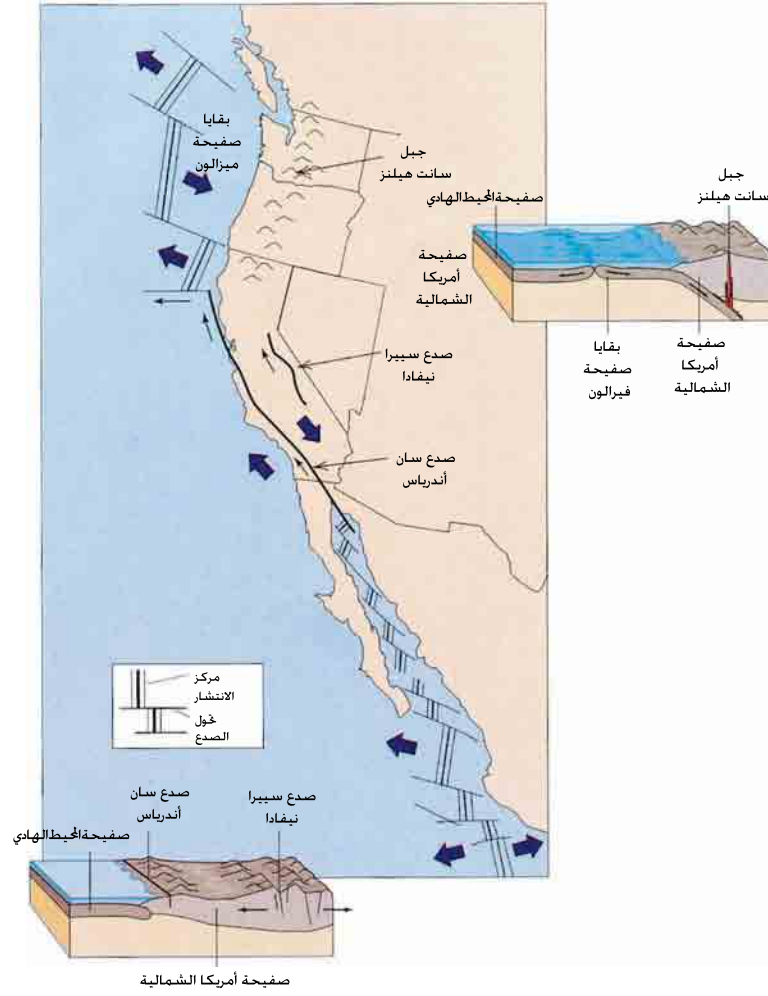 بقايا
صفيحة
ميزالون
جبل
سانت هيلنز
جبل
سانت هيلنز
صفيحة المحيط الهادي
صفيحة
أمريكا
الشمالية
بقايا
صفيحة
فيرالون
صفيحة
أمريكا
الشمالية
صدع سييرا
نيفادا
صدع سان
أندرياس
مركز
الانتشار
تحول
الصدع
صدع سان
أندرياس
صدع سييرا
نيفادا
صفيحة المحيط الهادي
صفيحة أمريكا الشمالية